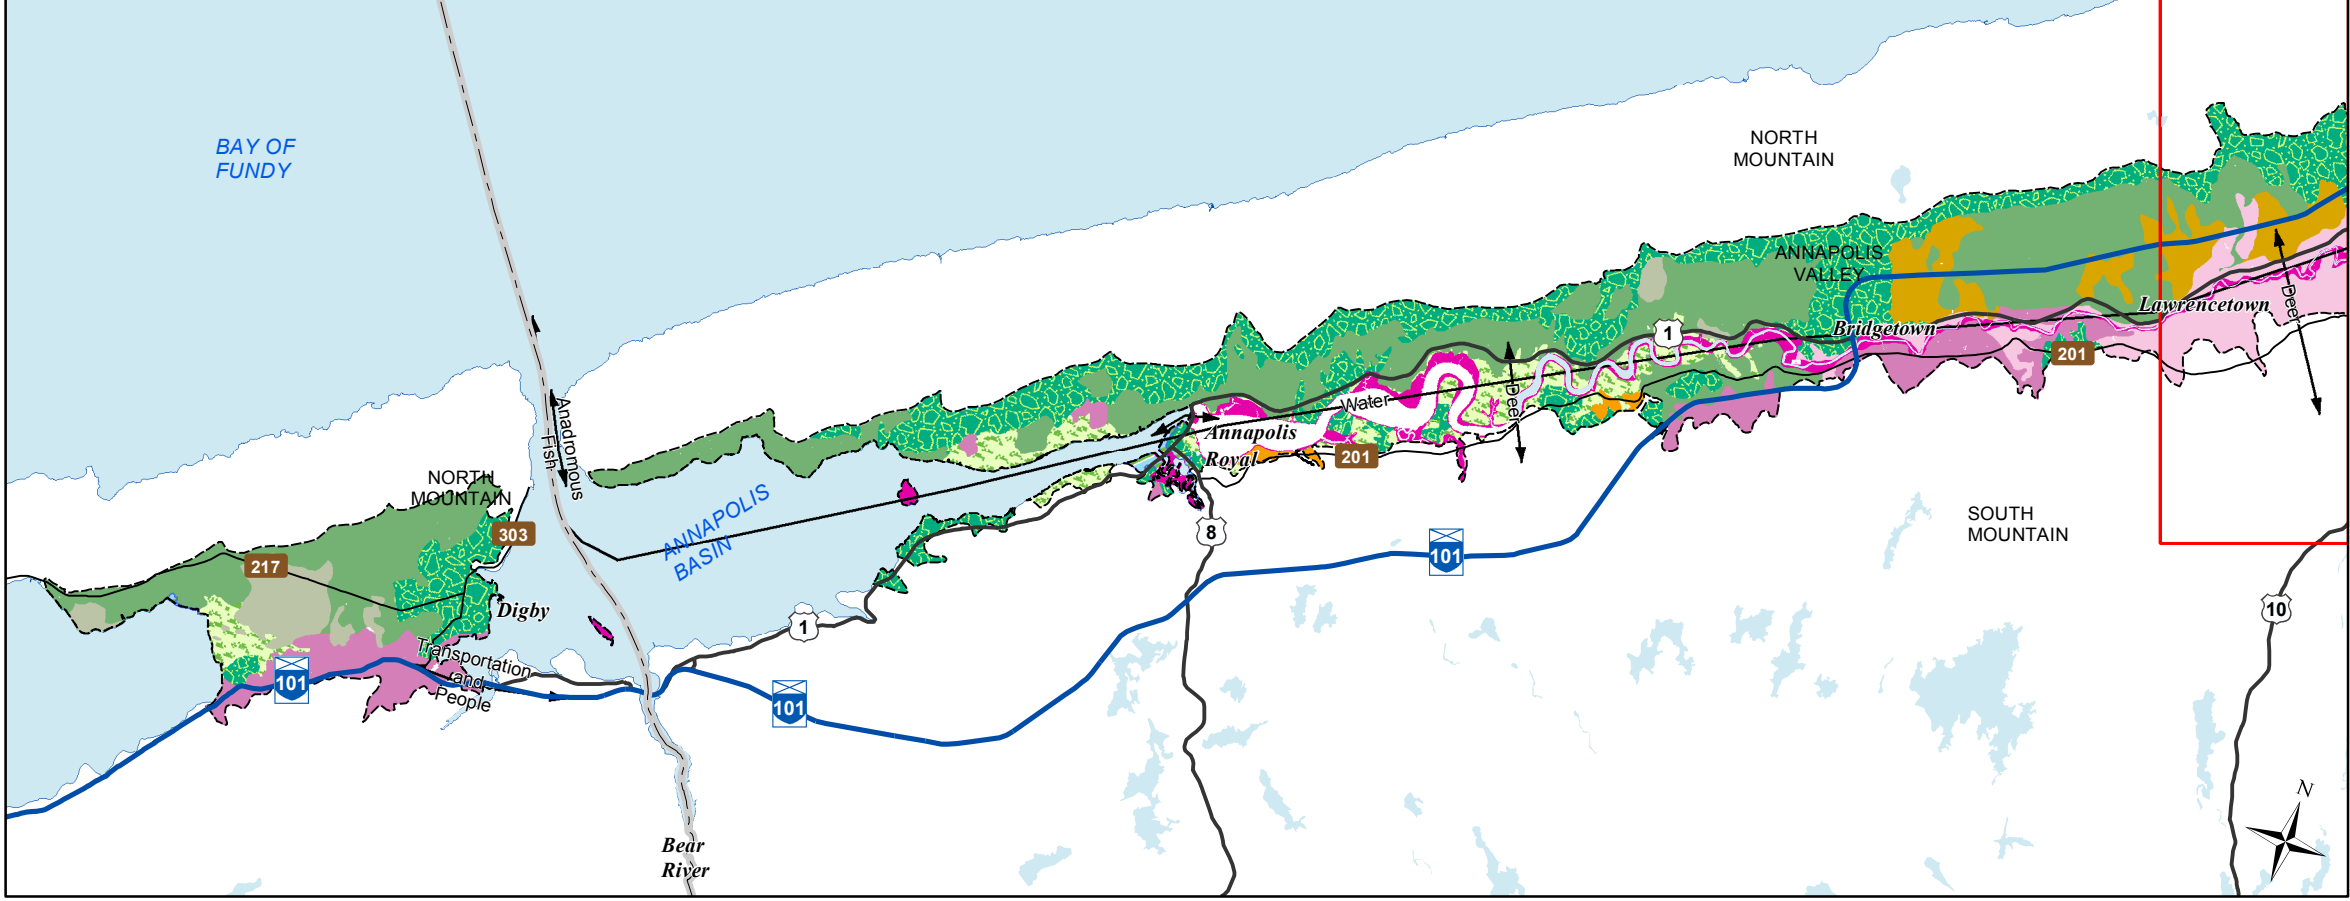 BAY OF
FUNDY
NORTH
MOUNTAIN
ANNAPOLIS
VALLEY
Lawrencetown
Deer
Bridgetown
1
201
Water
Deer
Annapolis
Royal
201
Anadromous
Fish
NORTH
MOUNTAIN
303
217
ANNAPOLIS
BASIN
8
101
SOUTH
MOUNTAIN
10
Digby
1
Transportation
and
People
101
101
Bear
River
N